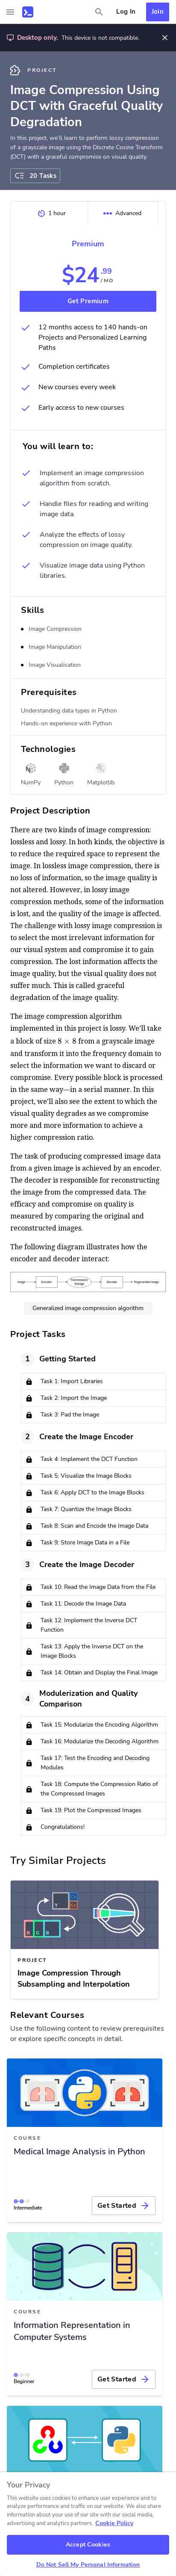 Log In
Join
Desktop only. This device is not compatible.
PROJECT
Image Compression Using
DCT with Graceful Quality
Degradation
In this project, we'll learn to perform lossy compression
of a grayscale image using the Discrete Cosine Transform
(DCT) with a graceful compromise on visual quality.
20 Tasks
1 hour
Advanced
Premium
$24.99
/MO
Get Premium
12 months access to 140 hands-on
Projects and Personalized Learning
Paths
Completion certificates
New courses every week
Early access to new courses
You will learn to:
Implement an image compression
algorithm from scratch.
Handle files for reading and writing
image data.
Analyze the effects of lossy
compression on image quality.
Visualize image data using Python
libraries.
Skills
Image Compression
Image Manipulation
Image Visualisation
Prerequisites
Understanding data types in Python
Hands-on experience with Python
Technologies
NumPy
Python
Matplotlib
Project Description
There are two kinds of image compression:
lossless and lossy. In both kinds, the objective is
to reduce the required space to represent the
image. In lossless image compression, there is
no loss of information, so the image quality is
not altered. However, in lossy image
compression methods, some of the information
is lost, and the quality of the image is affected.
The challenge with lossy image compression is
to select the most irrelevant information for
our visual system and compromise it to gain
compression. The lost information affects the
quality, but we want to ensure that it does not
suffer much. This is called graceful
degradation of the image quality.
The image compression algorithm
implemented in this project is lossy. We'll take
a block of size 8 × 8 from a grayscale image
and transform it to another domain to
select the information we want to discard or
compromise. Every possible block is processed
in the same way—in a serial manner. In this
project, we'll also see the extent to which the
visual quality degrades as we compromise
more and more information to achieve a
higher compression ratio.
The task of producing compressed image data
from a given image is achieved by an encoder.
The decoder is responsible for reconstructing
the image from the compressed data. The
efficacy and compromise on quality is
measured by comparing the original and
reconstructed images.
The following diagram illustrates how the
encoder and decoder interact:
Image
Encoder
Transmission/
Storage
Decoder
Regenerated image
Generalized image compression algorithm
Project Tasks
1 Getting Started
Task 1: Import Libraries
Task 2: Import the Image
Task 3: Pad the Image
2 Create the Image Encoder
Task 4: Implement the DCT Function
Task 5: Visualize the Image Blocks
Task 6: Apply DCT to the Image Blocks
Task 7: Quantize the Image Blocks
Task 8: Scan and Encode the Image Data
Task 9: Store Image Data in a File
3 Create the Image Decoder
Task 10: Read the Image Data from the File
Task 11: Decode the Image Data
Task 12: Implement the Inverse DCT
Function
Task 13: Apply the Inverse DCT on the
Image Blocks
Task 14: Obtain and Display the Final Image
4 Modulerization and Quality
Comparison
Task 15: Modularize the Encoding Algorithm
Task 16: Modularize the Decoding Algorithm
Task 17: Test the Encoding and Decoding
Modules
Task 18: Compute the Compression Ratio of
the Compressed Images
Task 19: Plot the Compressed Images
Congratulations!
Try Similar Projects
PROJECT
Image Compression Through
Subsampling and Interpolation
Relevant Courses
Use the following content to review prerequisites
or explore specific concepts in detail.
COURSE
Medical Image Analysis in Python
Intermediate
Get Started
COURSE
Information Representation in
Computer Systems
Beginner
Get Started
Your Privacy
This website uses cookies to enhance user experience and
analyze performance and traffic on our website. We also share
information about your use of our site with our social media,
advertising and analytics partners. Cookie Policy
Accept Cookies
Do Not Sell My Personal Information